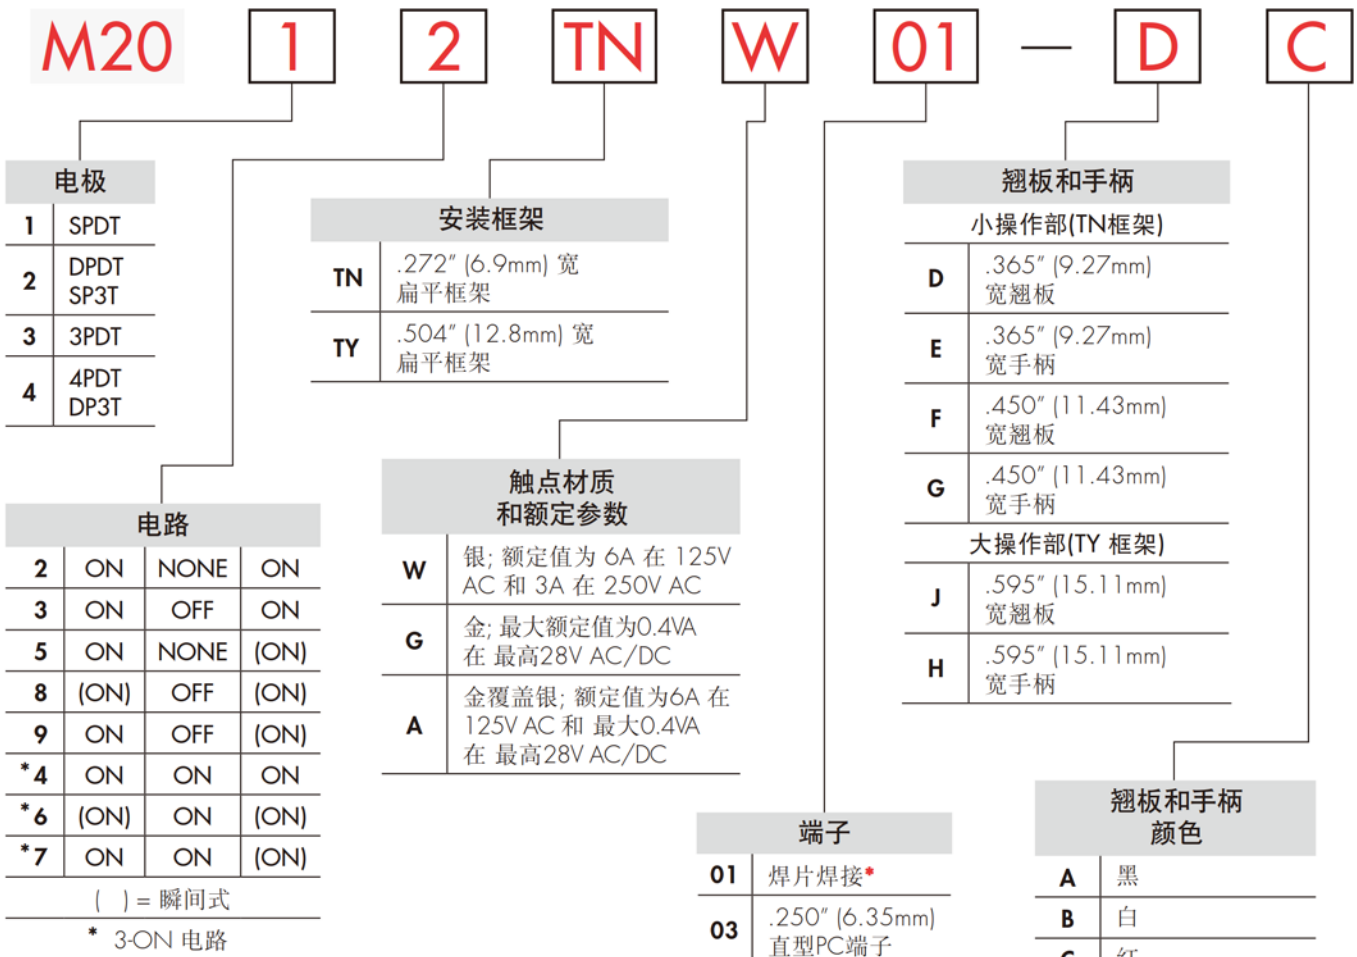 M20 1 2 TN W 01 — D C
电极
1 SPDT
2 DPDT
SP3T
3 3PDT
4 4PDT
DP3T
电路
2 ON NONE ON
3 ON OFF ON
5 ON NONE (ON)
8 (ON) OFF (ON)
9 ON OFF (ON)
*4 ON ON ON
*6 (ON) ON (ON)
*7 ON ON (ON)
( ) = 瞬间式
* 3-ON 电路
安装框架
TN .272" (6.9mm) 宽
扁平框架
TY .504" (12.8mm) 宽
扁平框架
触点材质
和额定参数
W 银; 额定值为 6A 在 125V
AC 和 3A 在 250V AC
G 金; 最大额定值为0.4VA
在 最高28V AC/DC
A 金覆盖银; 额定值为6A 在
125V AC 和 最大0.4VA
在 最高28V AC/DC
端子
01 焊片焊接*
03 .250" (6.35mm)
直型PC端子
翘板和手柄
小操作部(TN框架)
D .365" (9.27mm)
宽翘板
E .365" (9.27mm)
宽手柄
F .450" (11.43mm)
宽翘板
G .450" (11.43mm)
宽手柄
大操作部(TY 框架)
J .595" (15.11mm)
宽翘板
H .595" (15.11mm)
宽手柄
翘板和手柄
颜色
A 黑
B 白
C 红